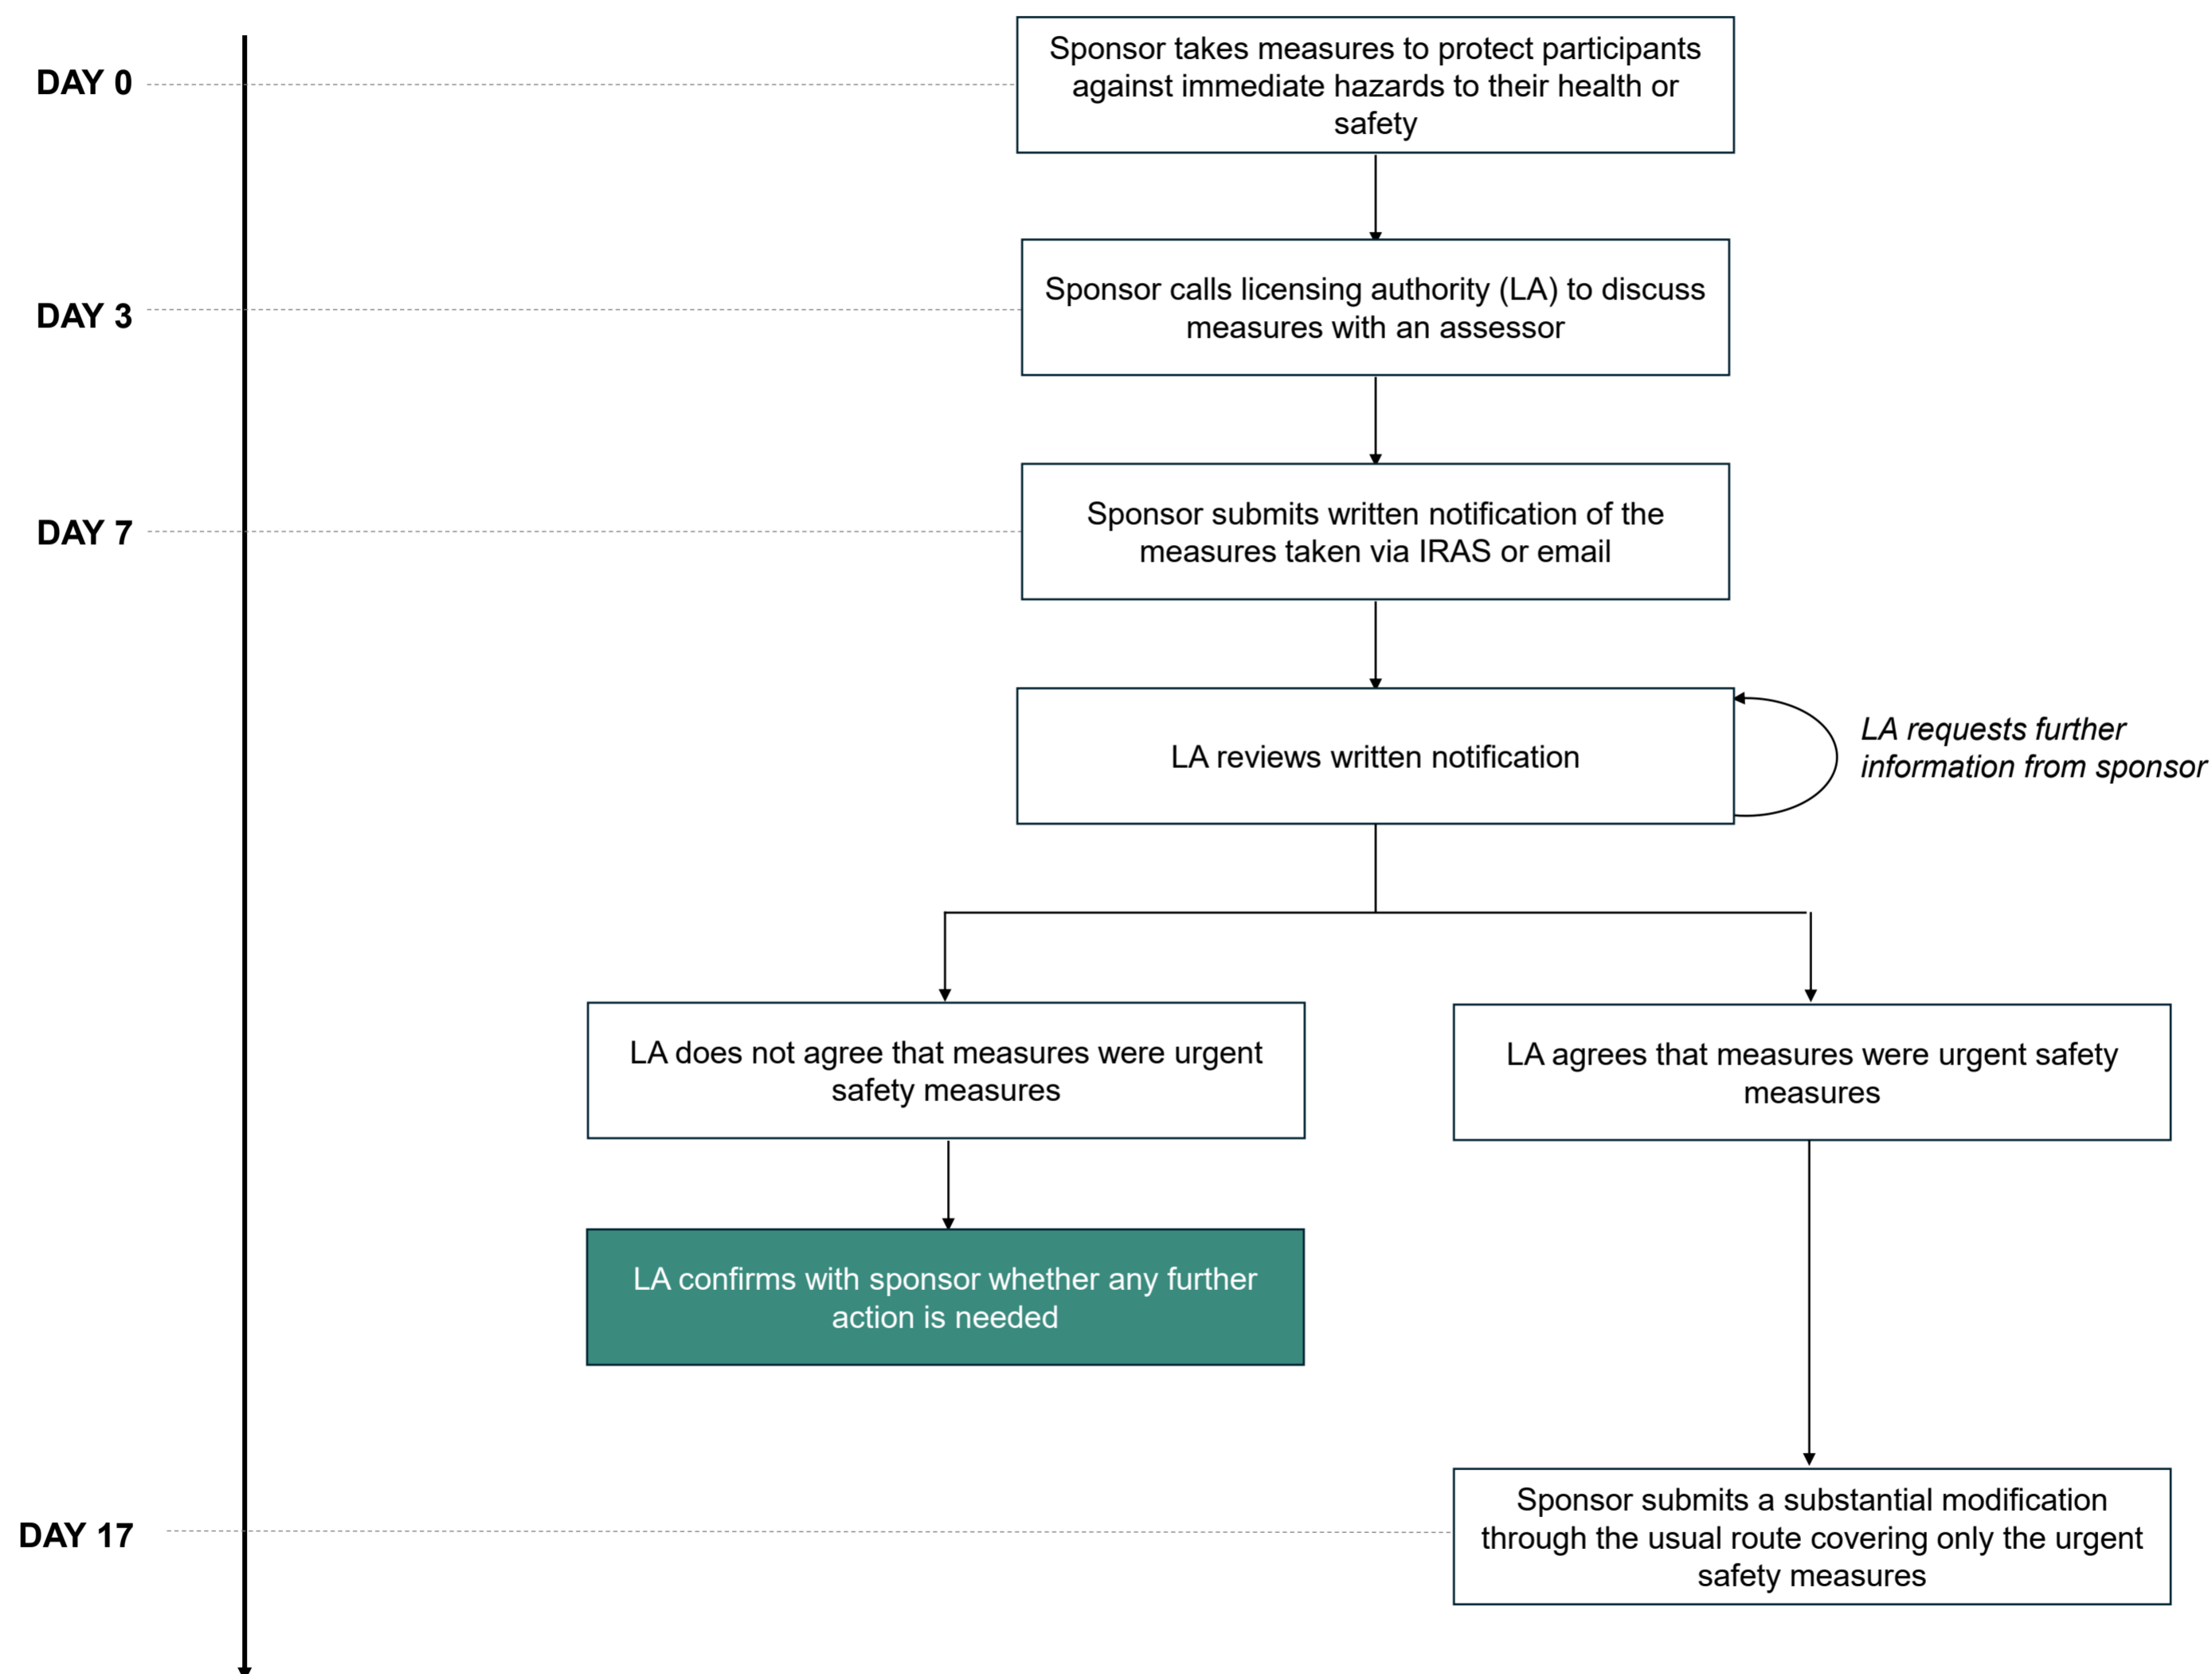 DAY 0
Sponsor takes measures to protect participants
against immediate hazards to their health or
safety
DAY 3
Sponsor calls licensing authority (LA) to discuss
measures with an assessor
DAY 7
Sponsor submits written notification of the
measures taken via IRAS or email
LA reviews written notification
LA requests further
information from sponsor
LA does not agree that measures were urgent
safety measures
LA agrees that measures were urgent safety
measures
LA confirms with sponsor whether any further
action is needed
DAY 17
Sponsor submits a substantial modification
through the usual route covering only the urgent
safety measures